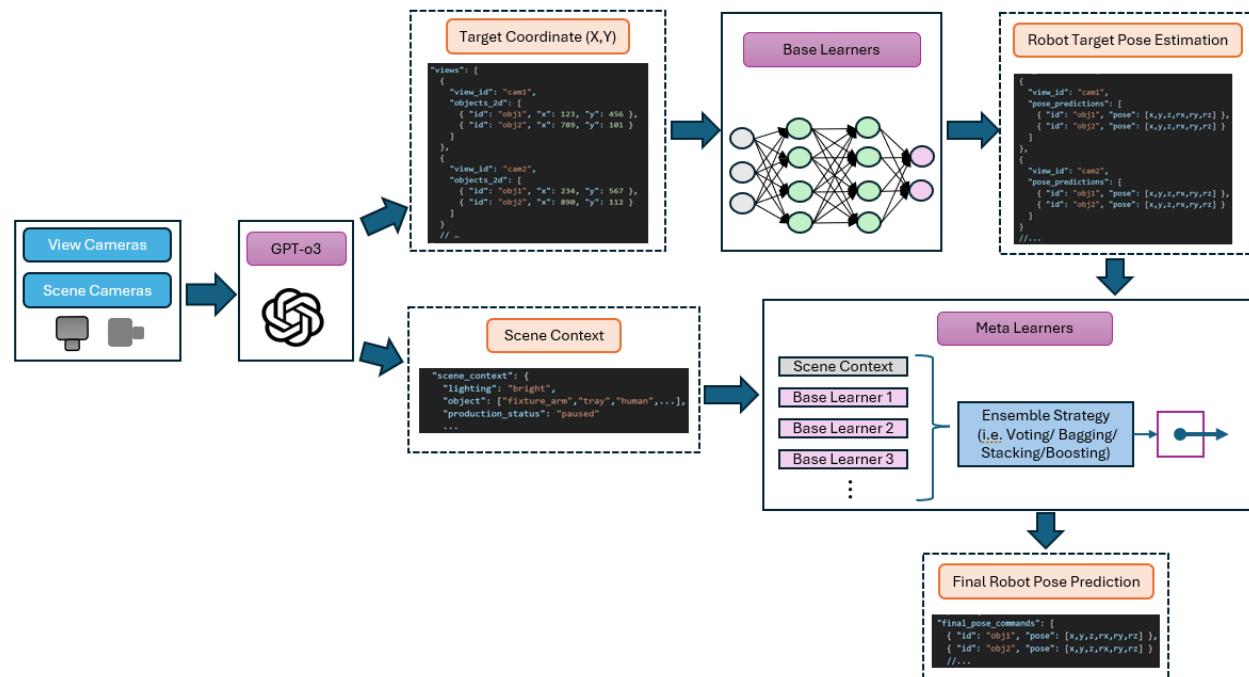 View Cameras
Scene Cameras
GPT-o3
Target Coordinate (X,Y)
"views": [
{
"view_id": "cam1",
"objects_2d": [
{ "id": "obj1", "x": 123, "y": 456 },
{ "id": "obj2", "x": 789, "y": 101 }
]
},
{
"view_id": "cam2",
"objects_2d": [
{ "id": "obj1", "x": 234, "y": 567 },
{ "id": "obj2", "x": 890, "y": 112 }
]
}
// …
Base Learners
Robot Target Pose Estimation
{
"view_id": "cam1",
"pose_predictions": [
{ "id": "obj1", "pose": [x,y,z,rx,ry,rz] },
{ "id": "obj2", "pose": [x,y,z,rx,ry,rz] }
]
},
{
"view_id": "cam2",
"pose_predictions": [
{ "id": "obj1", "pose": [x,y,z,rx,ry,rz] },
{ "id": "obj2", "pose": [x,y,z,rx,ry,rz] }
]
}
//...
Scene Context
"scene_context": {
"lighting": "bright",
"object": ["fixture_arm","tray","human",...],
"production_status": "paused"
...
Meta Learners
Scene Context
Base Learner 1
Base Learner 2
Base Learner 3
⋮
Ensemble Strategy
(i.e. Voting/ Bagging/
Stacking/Boosting)
Final Robot Pose Prediction
"final_pose_commands": [
{ "id": "obj1", "pose": [x,y,z,rx,ry,rz] },
{ "id": "obj2", "pose": [x,y,z,rx,ry,rz] }
//...